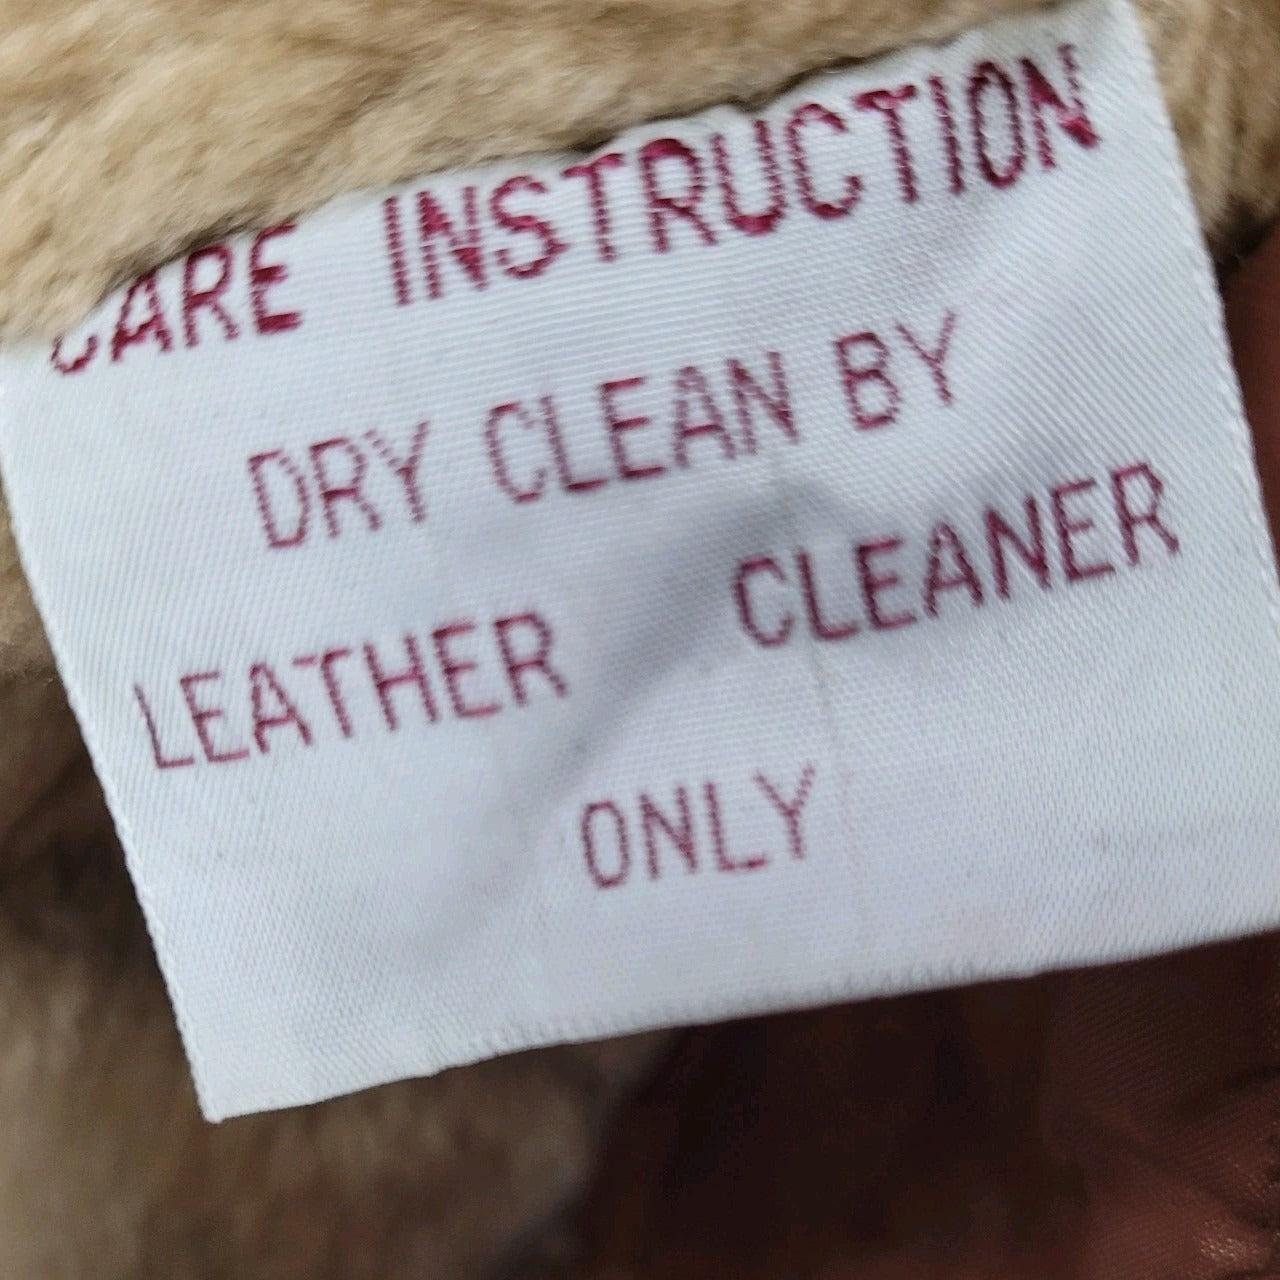 CARE INSTRUCTION
DRY CLEAN BY
LEATHER CLEANER
ONLY